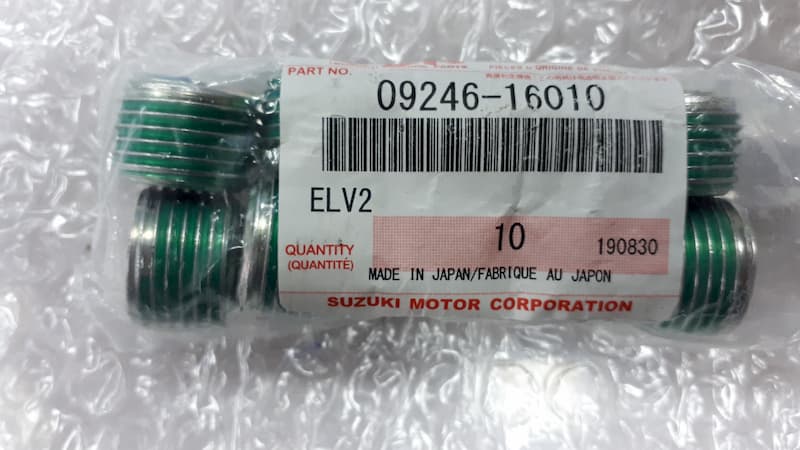 PART NO.
09246-16010
ELV2
10
190830
QUANTITY
(QUANTITÉ)
MADE IN JAPAN/FABRIQUE AU JAPON
SUZUKI MOTOR CORPORATION